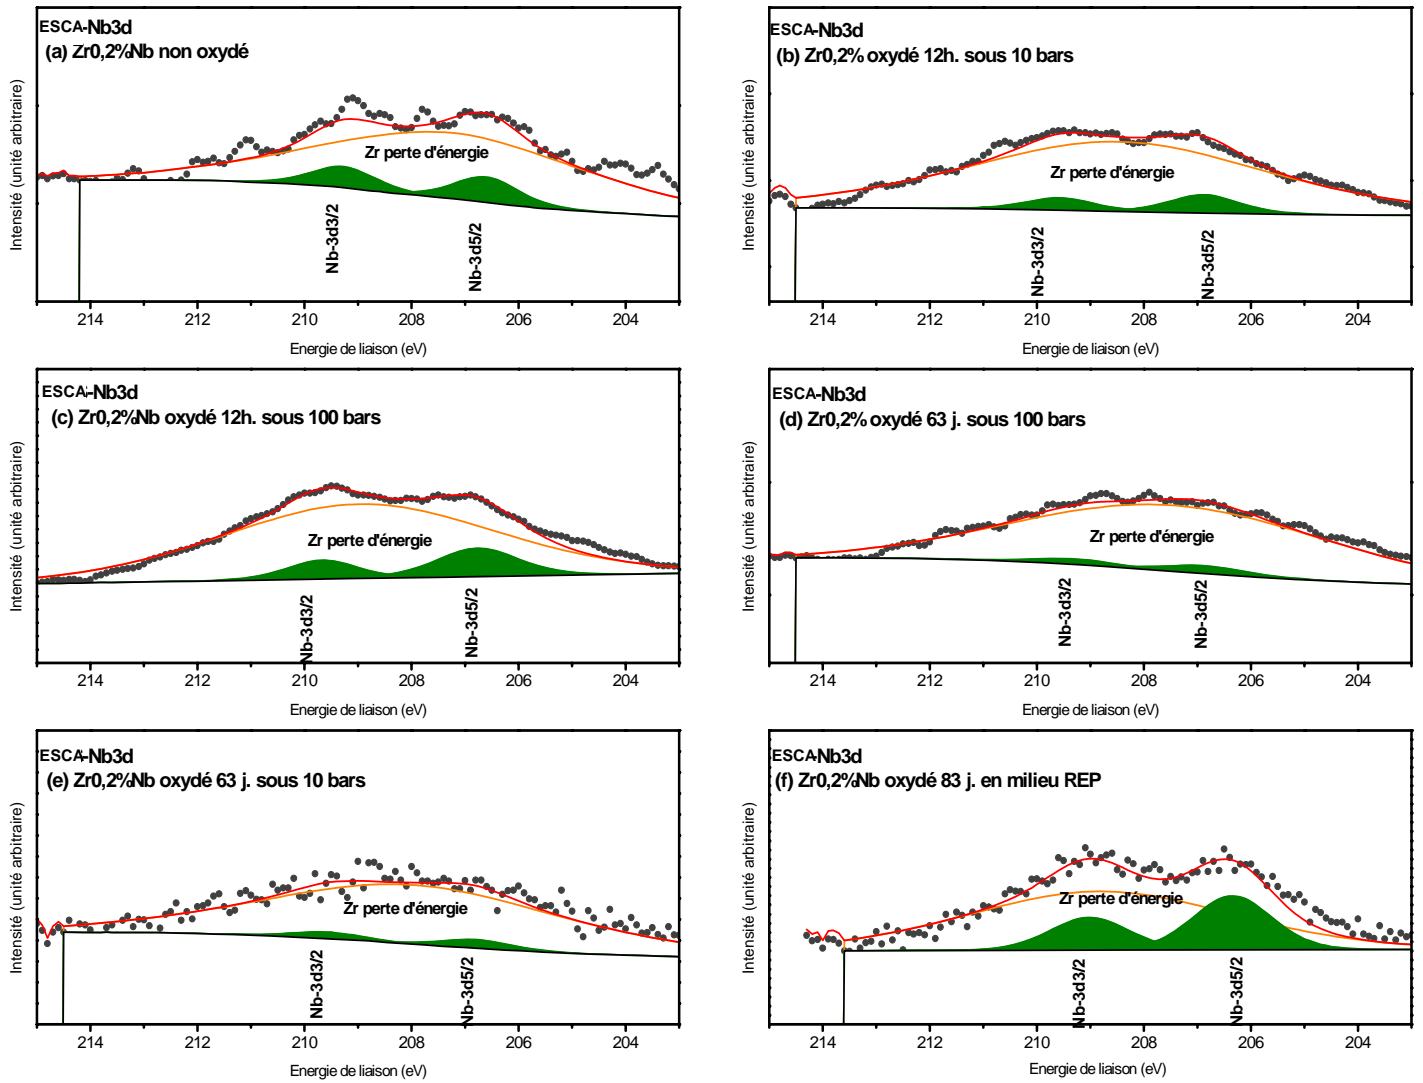 ESCA-Nb3d
(a) Zr0,2%Nb non oxydé
Zr perte d'énergie
Nb-3d3/2
Nb-3d5/2
Intensité (unité arbitraire)
214 212 210 208 206 204
Energie de liaison (eV)
ESCA-Nb3d
(b) Zr0,2% oxydé 12h. sous 10 bars
Zr perte d'énergie
Nb-3d3/2
Nb-3d5/2
Intensité (unité arbitraire)
214 212 210 208 206 204
Energie de liaison (eV)
ESCA-Nb3d
(c) Zr0,2%Nb oxydé 12h. sous 100 bars
Zr perte d'énergie
Nb-3d3/2
Nb-3d5/2
Intensité (unité arbitraire)
214 212 210 208 206 204
Energie de liaison (eV)
ESCA-Nb3d
(d) Zr0,2% oxydé 63 j. sous 100 bars
Zr perte d'énergie
Nb-3d3/2
Nb-3d5/2
Intensité (unité arbitraire)
214 212 210 208 206 204
Energie de liaison (eV)
ESCA-Nb3d
(e) Zr0,2%Nb oxydé 63 j. sous 10 bars
Zr perte d'énergie
Nb-3d3/2
Nb-3d5/2
Intensité (unité arbitraire)
214 212 210 208 206 204
Energie de liaison (eV)
ESCA-Nb3d
(f) Zr0,2%Nb oxydé 83 j. en milieu REP
Zr perte d'énergie
Nb-3d3/2
Nb-3d5/2
Intensité (unité arbitraire)
214 212 210 208 206 204
Energie de liaison (eV)